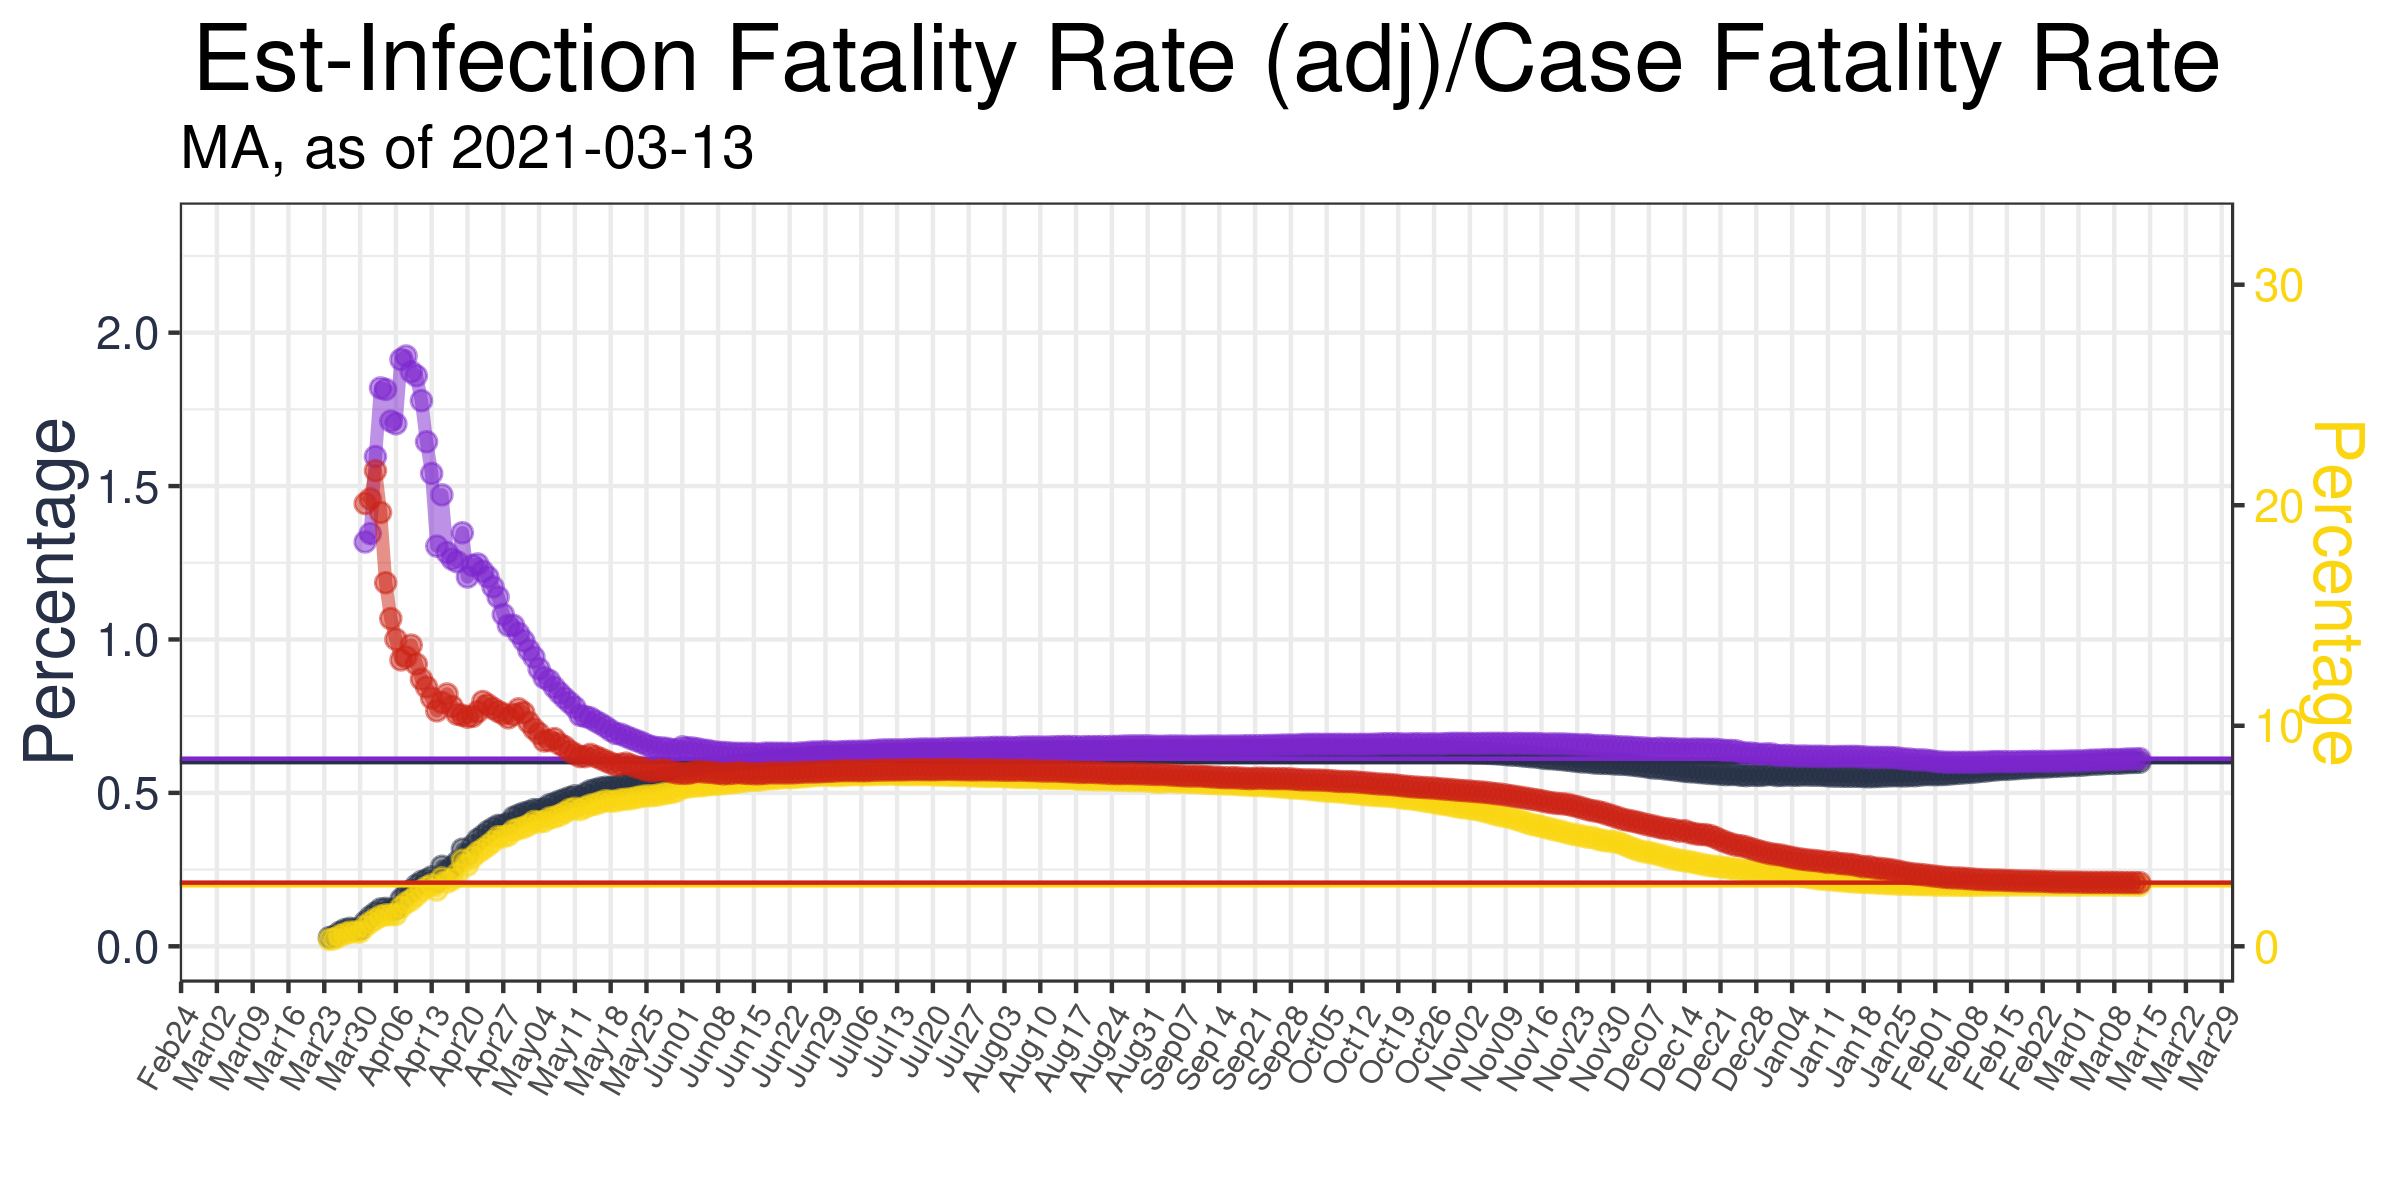 Est-Infection Fatality Rate (adj)/Case Fatality Rate
MA, as of 2021-03-13
Percentage
2.0
1.5
1.0
0.5
0.0
30
20
10
0
Percentage
Feb24
Mar02
Mar09
Mar16
Mar23
Mar30
Apr06
Apr13
Apr20
Apr27
May04
May11
May18
May25
Jun01
Jun08
Jun15
Jun22
Jun29
Jul06
Jul13
Jul20
Jul27
Aug03
Aug10
Aug17
Aug24
Aug31
Sep07
Sep14
Sep21
Sep28
Oct05
Oct12
Oct19
Oct26
Nov02
Nov09
Nov16
Nov23
Nov30
Dec07
Dec14
Dec21
Dec28
Jan04
Jan11
Jan18
Jan25
Feb01
Feb08
Feb15
Feb22
Mar01
Mar08
Mar15
Mar22
Mar29